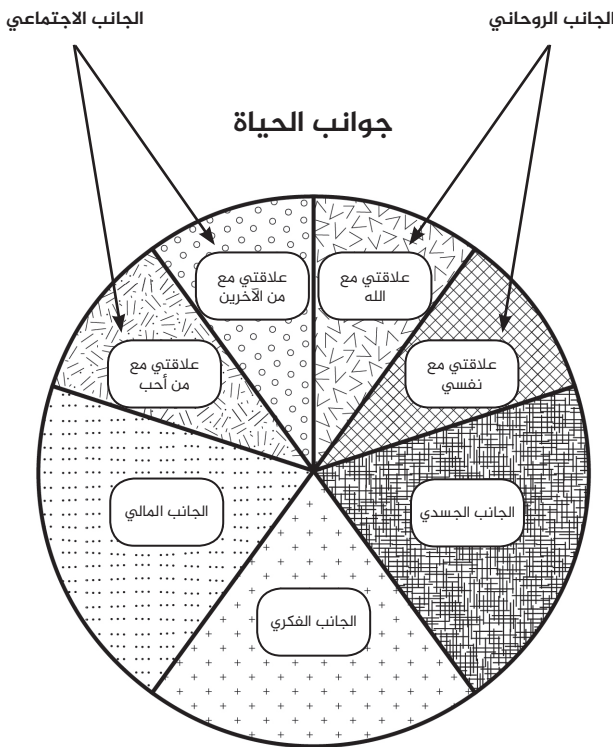 الجانب الروحاني
الجانب الاجتماعي
جوانب الحياة
علاقتي مع
الله
علاقتي مع
من الآخرين
علاقتي مع
نفسي
علاقتي مع
من أحب
الجانب الجسدي
الجانب المالي
الجانب الفكري